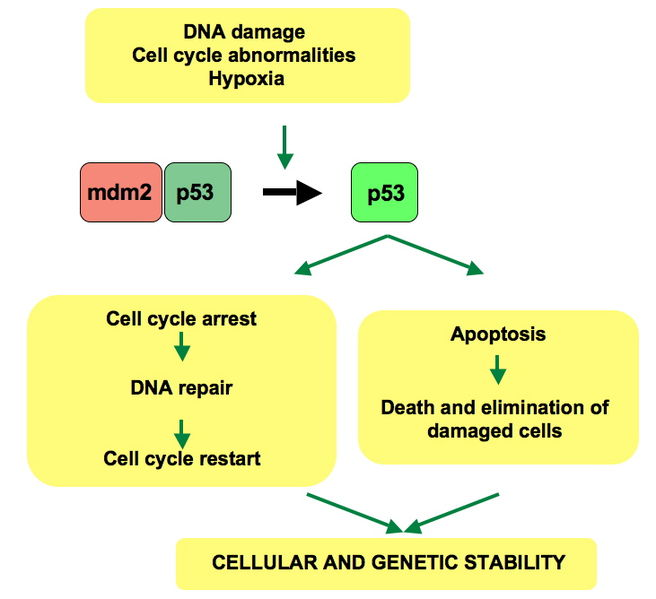 DNA damage
Cell cycle abnormalities
Hypoxia
mdm2
p53
p53
Cell cycle arrest
DNA repair
Cell cycle restart
Apoptosis
Death and elimination of
damaged cells
CELLULAR AND GENETIC STABILITY